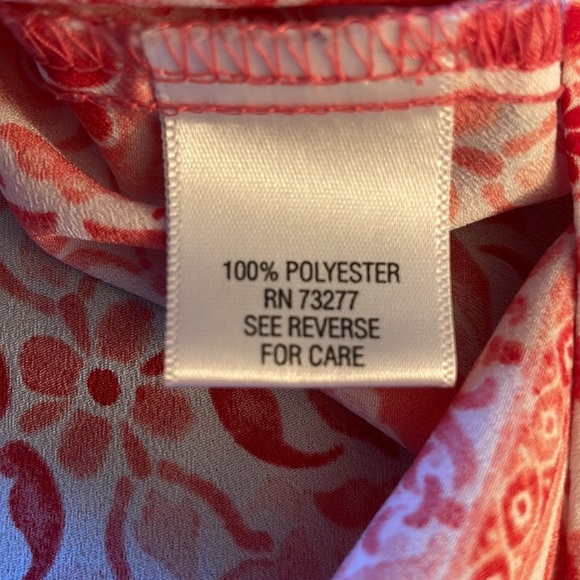 100% POLYESTER
RN 73277
SEE REVERSE
FOR CARE